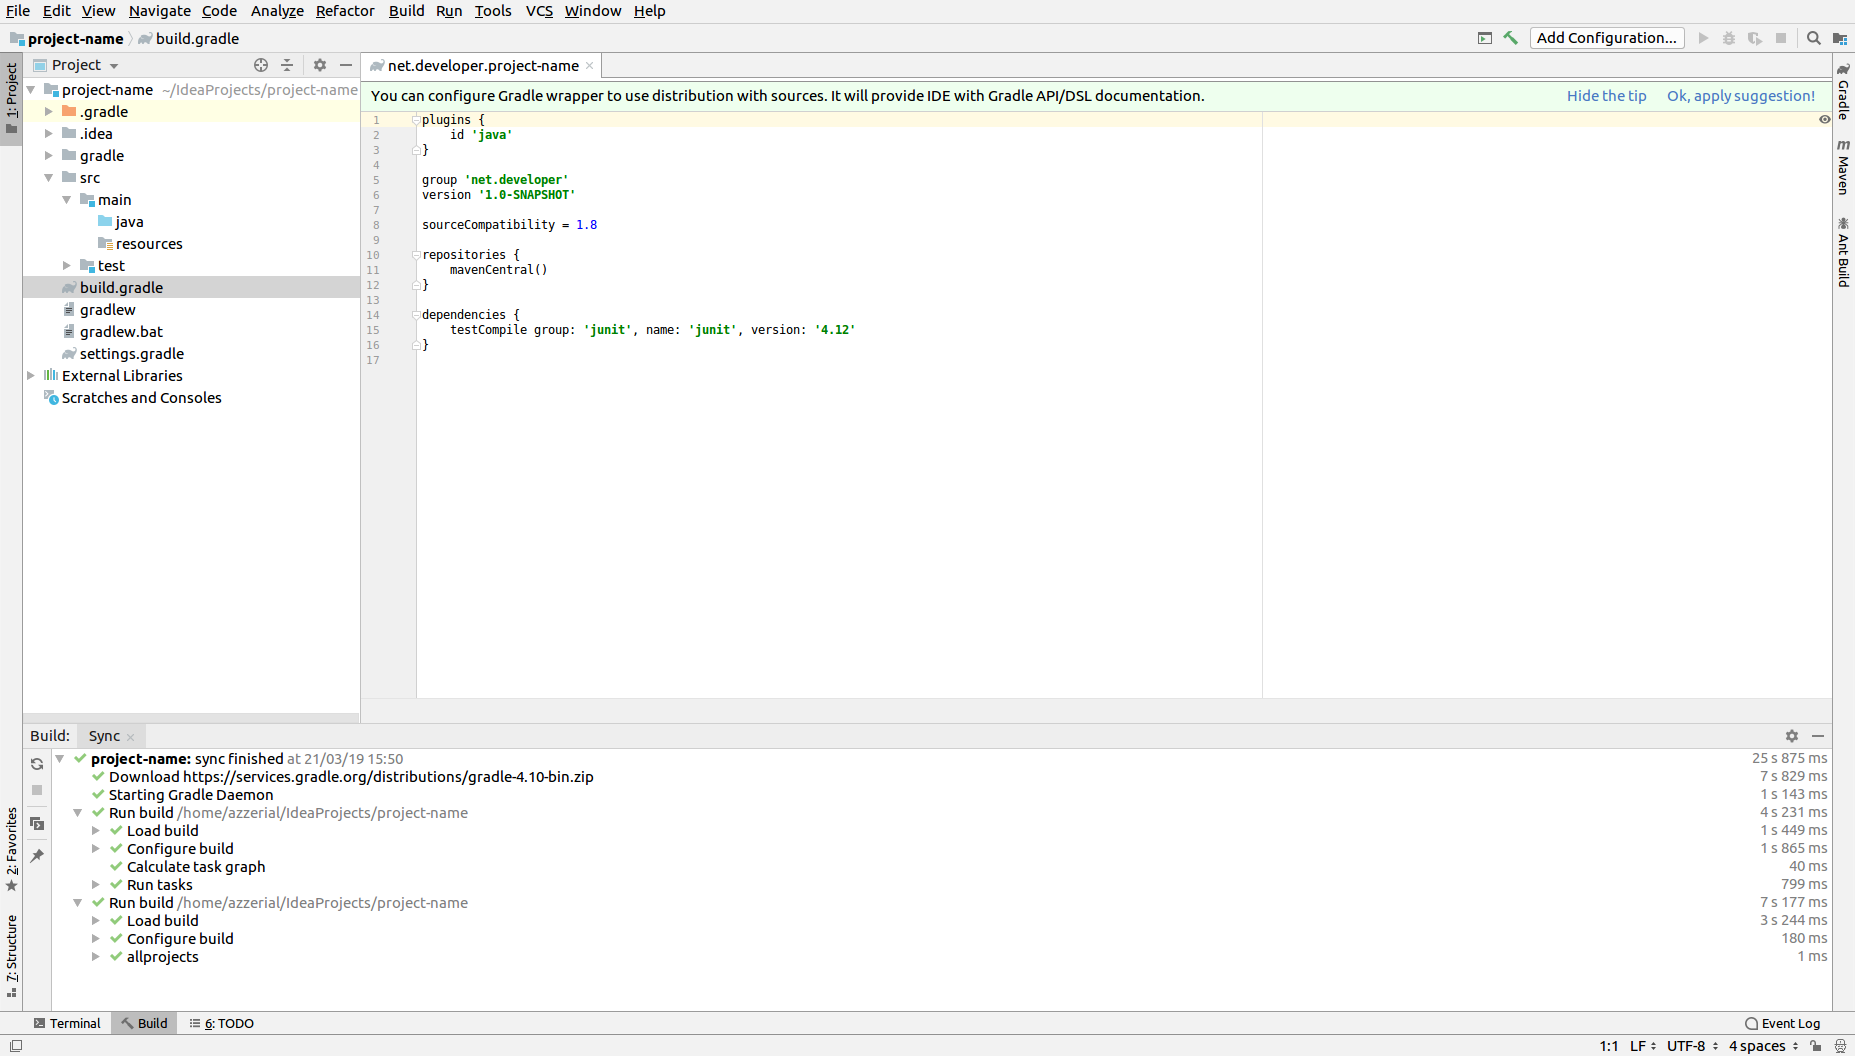 File Edit View Navigate Code Analyze Refactor Build Run Tools VCS Window Help
project-name build.gradle
Add Configuration...
1: Project
2: Favorites
7: Structure
Project
project-name ~/IdeaProjects/project-name
.gradle
.idea
gradle
src
main
java
resources
test
build.gradle
gradlew
gradlew.bat
settings.gradle
External Libraries
Scratches and Consoles
net.developer.project-name
You can configure Gradle wrapper to use distribution with sources. It will provide IDE with Gradle API/DSL documentation. Hide the tip Ok, apply suggestion!
1 plugins {
2 id 'java'
3 }
4
5 group 'net.developer'
6 version '1.0-SNAPSHOT'
7
8 sourceCompatibility = 1.8
9
10 repositories {
11 mavenCentral()
12 }
13
14 dependencies {
15 testCompile group: 'junit', name: 'junit', version: '4.12'
16 }
17
Gradle
m Maven
Ant Build
Build: Sync
project-name: sync finished at 21/03/19 15:50 25 s 875 ms
Download https://services.gradle.org/distributions/gradle-4.10-bin.zip 7 s 829 ms
Starting Gradle Daemon 1 s 143 ms
Run build /home/azzerial/IdeaProjects/project-name 4 s 231 ms
Load build 1 s 449 ms
Configure build 1 s 865 ms
Calculate task graph 40 ms
Run tasks 799 ms
Run build /home/azzerial/IdeaProjects/project-name 7 s 177 ms
Load build 3 s 244 ms
Configure build 180 ms
allprojects 1 ms
Terminal Build 6: TODO Event Log
1:1 LF UTF-8 4 spaces